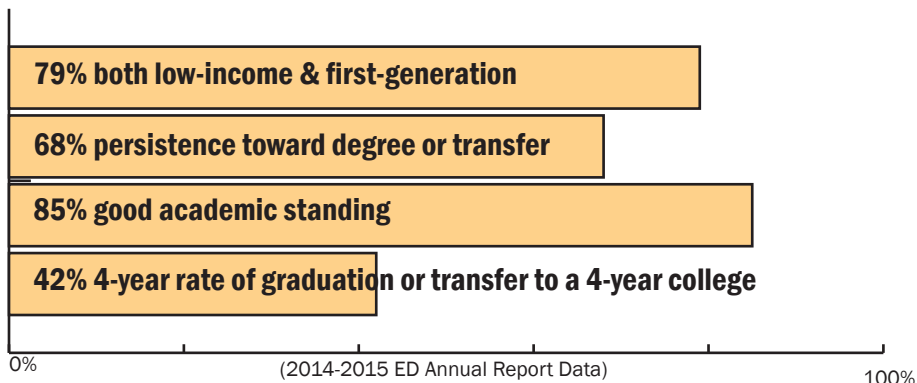 79% both low-income & first-generation
68% persistence toward degree or transfer
85% good academic standing
42% 4-year rate of graduation or transfer to a 4-year college
0%
(2014-2015 ED Annual Report Data)
100%